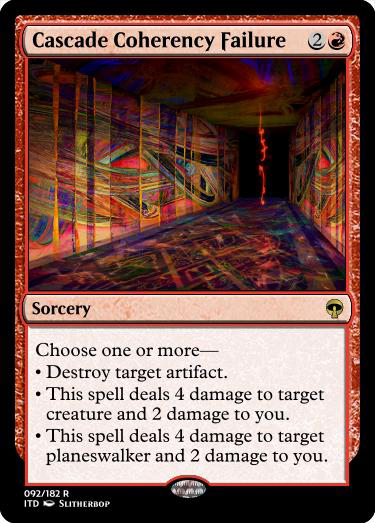 Cascade Coherency Failure 2
Sorcery
Choose one or more—
• Destroy target artifact.
• This spell deals 4 damage to target
creature and 2 damage to you.
• This spell deals 4 damage to target
planeswalker and 2 damage to you.
092/182 R
ITD Slitherbop